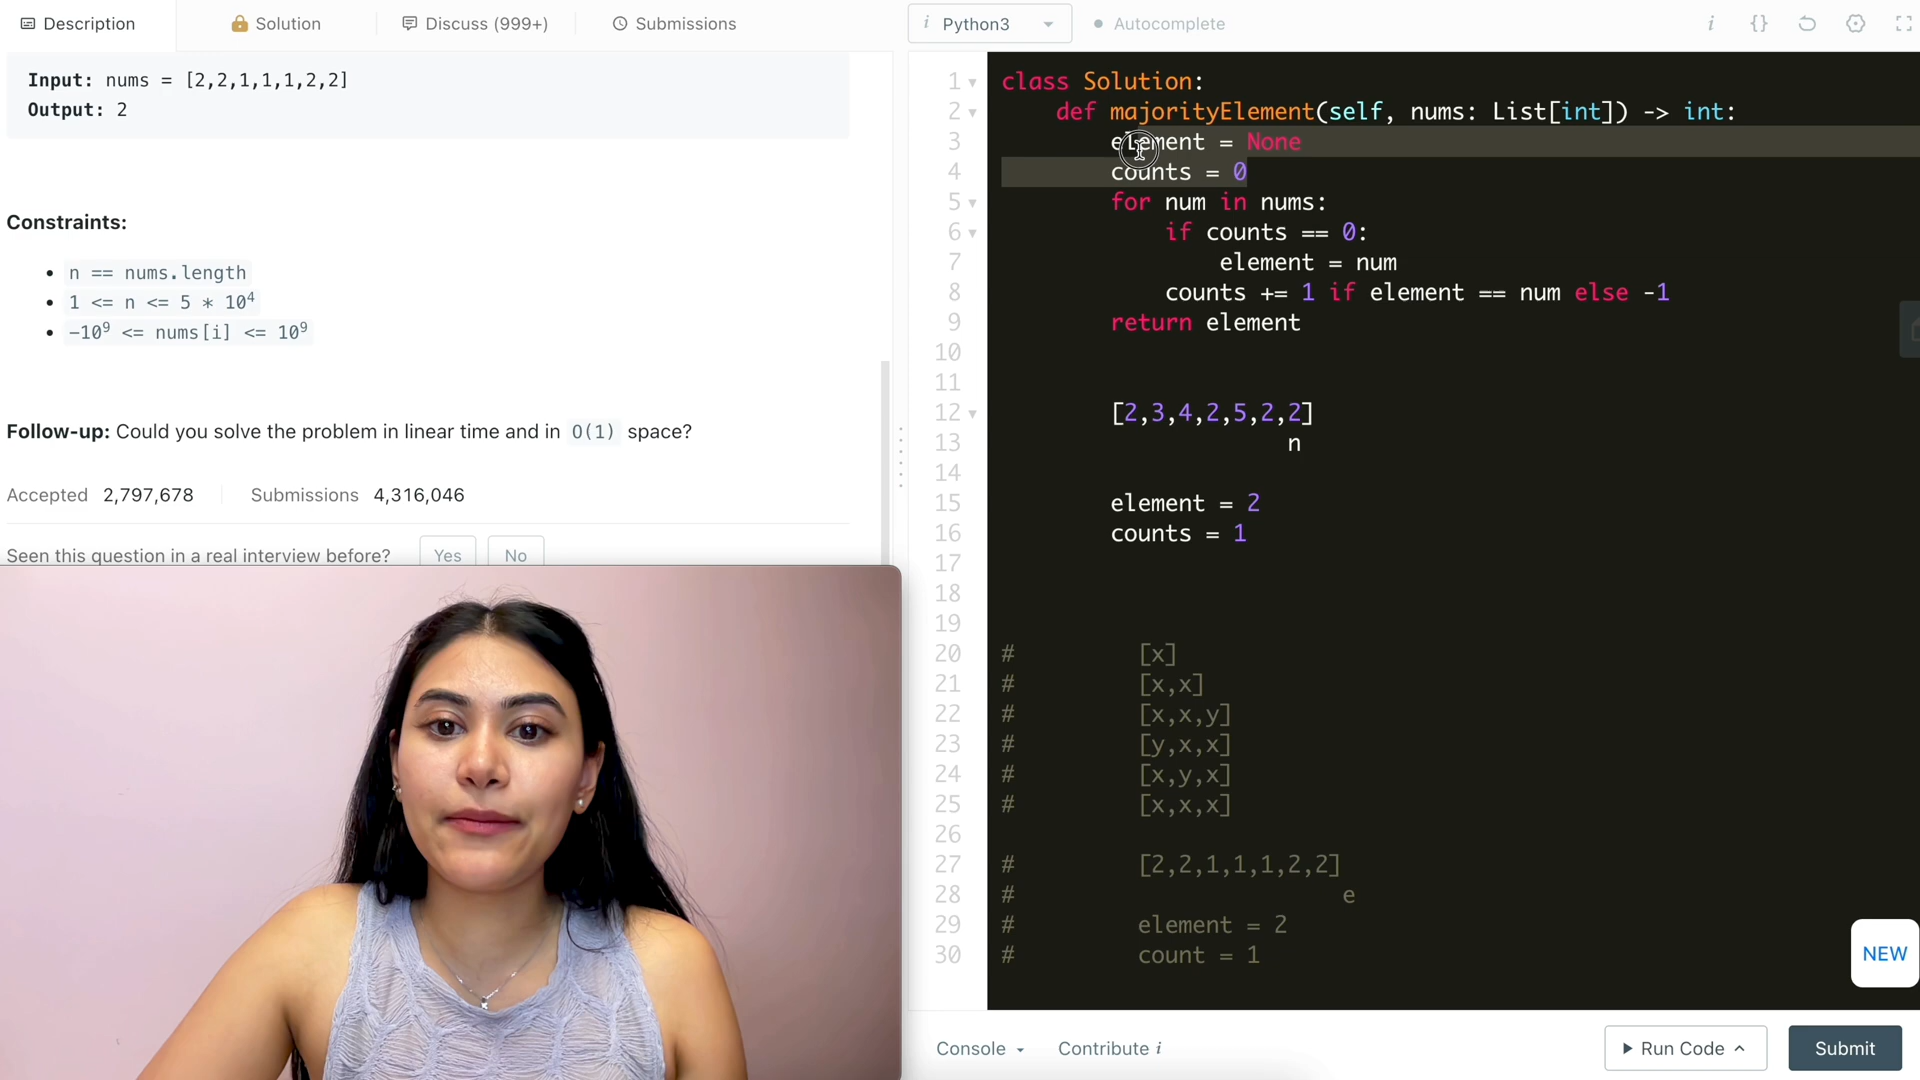 Description
Solution
Discuss (999+)
Submissions
Input: nums = [2,2,1,1,1,2,2]
Output: 2
Constraints:
• n == nums.length
• 1 <= n <= 5 * 10⁴
• -10⁹ <= nums[i] <= 10⁹
Follow-up: Could you solve the problem in linear time and in O(1) space?
Accepted 2,797,678 Submissions 4,316,046
Seen this question in a real interview before? Yes No
i Python3
Autocomplete
i {}
1 class Solution:
2 def majorityElement(self, nums: List[int]) -> int:
3 element = None
4 counts = 0
5 for num in nums:
6 if counts == 0:
7 element = num
8 counts += 1 if element == num else -1
9 return element
10
11
12 [2,3,4,2,5,2,2]
13 n
14
15 element = 2
16 counts = 1
17
18
19
20 # [x]
21 # [x,x]
22 # [x,x,y]
23 # [y,x,x]
24 # [x,y,x]
25 # [x,x,x]
26
27 # [2,2,1,1,1,2,2]
28 # e
29 # element = 2
30 # count = 1
NEW
Console
Contribute i
Run Code
Submit